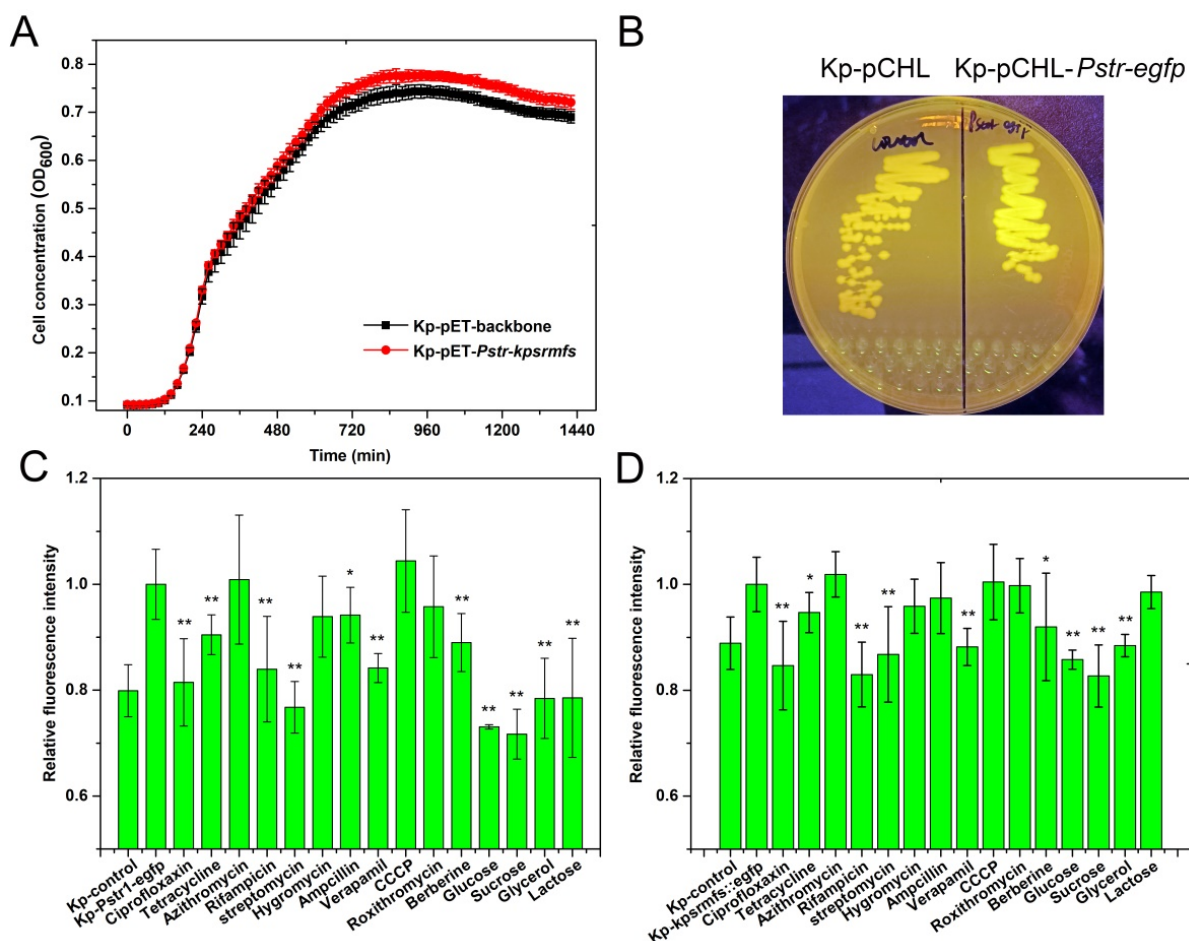 A
B
Cell concentration (OD600)
0.8
0.7
0.6
0.5
0.4
0.3
0.2
0.1
0
240
480
720
960
1200
1440
Time (min)
Kp-pET-backbone
Kp-pET-Pstr-kpsrmfs
Kp-pCHL Kp-pCHL-Pstr-egfp
egfp
C
Relative fluorescence intensity
1.2
1.0
0.8
0.6
**
**
**
**
*
**
**
**
**
**
**
Kp-control
Kp-Pstr1-egfp
Ciprofloxaxin
Tetracycline
Azithromycin
Rifampicin
streptomycin
Hygromycin
Ampcillin
Verapamil
CCCP
Roxithromycin
Berberine
Glucose
Sucrose
Glycerol
Lactose
D
Relative fluorescence intensity
1.2
1.0
0.8
0.6
**
*
**
**
**
*
**
**
**
Kp-control
Kp-kpsrmfs::egfp
Ciprofloxaxin
Tetracycline
Azithromycin
Rifampicin
streptomycin
Hygromycin
Ampcillin
Verapamil
CCCP
Roxithromycin
Berberine
Glucose
Sucrose
Glycerol
Lactose